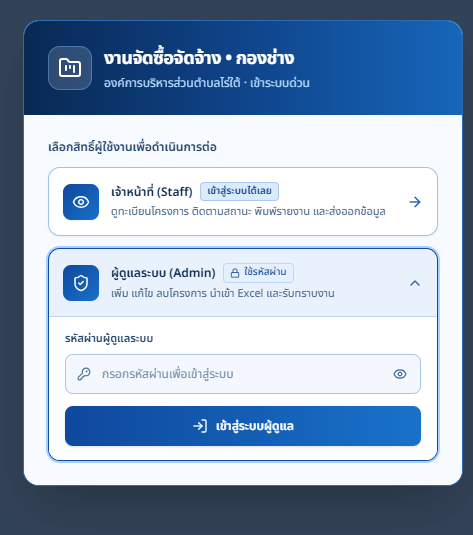 งานจัดซื้อจัดจ้าง • กองช่าง
องค์การบริหารส่วนตำบลไร่ใต้ · เข้าระบบด่วน
เลือกสิทธิ์ผู้ใช้งานเพื่อดำเนินการต่อ
เจ้าหน้าที่ (Staff) เข้าสู่ระบบได้เลย
ดูทะเบียนโครงการ ติดตามสถานะ พิมพ์รายงาน และส่งออกข้อมูล
ผู้ดูแลระบบ (Admin) ใช้รหัสผ่าน
เพิ่ม แก้ไข ลบโครงการ นำเข้า Excel และรับทราบงาน
รหัสผ่านผู้ดูแลระบบ
กรอกรหัสผ่านเพื่อเข้าสู่ระบบ
เข้าสู่ระบบผู้ดูแล